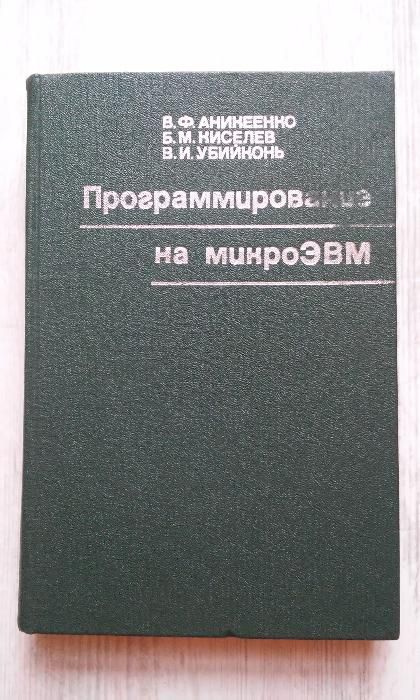 В.Ф. АНИКЕЕНКО
Б.М. КИСЕЛЕВ
В.И. УБИЙКОНЬ
Программирование
на микроЭВМ